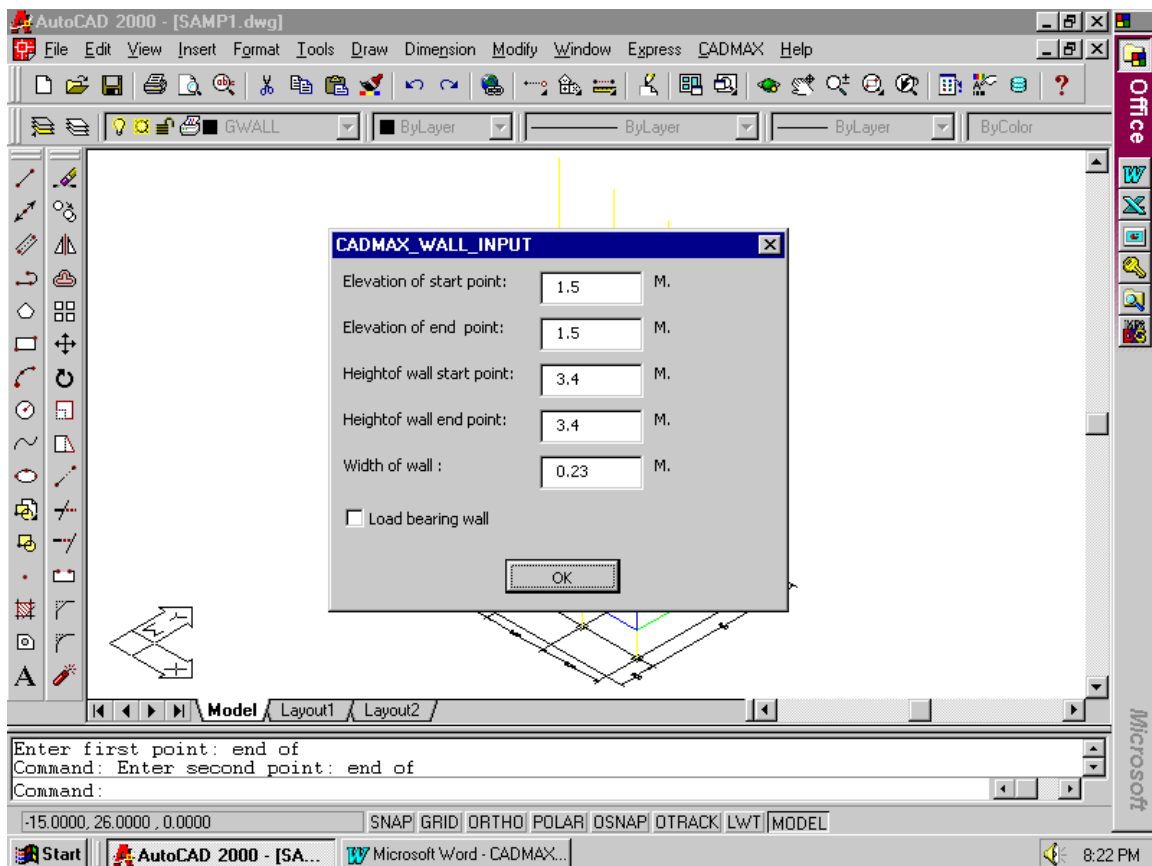 AutoCAD 2000 - [SAMP1.dwg]
File Edit View Insert Format Tools Draw Dimension Modify Window Express CADMAX Help
GWALL ByLayer ByLayer ByLayer ByColor
Office
CADMAX_WALL_INPUT
Elevation of start point: 1.5 M.
Elevation of end point: 1.5 M.
Heightof wall start point: 3.4 M.
Heightof wall end point: 3.4 M.
Width of wall : 0.23 M.
Load bearing wall
OK
A
Model Layout1 Layout2
Microsoft
Enter first point: end of
Command: Enter second point: end of
Command:
-15.0000, 26.0000 , 0.0000 SNAP GRID ORTHO POLAR OSNAP OTRACK LWT MODEL
Start AutoCAD 2000 - [SA... Microsoft Word - CADMAX... 8:22 PM